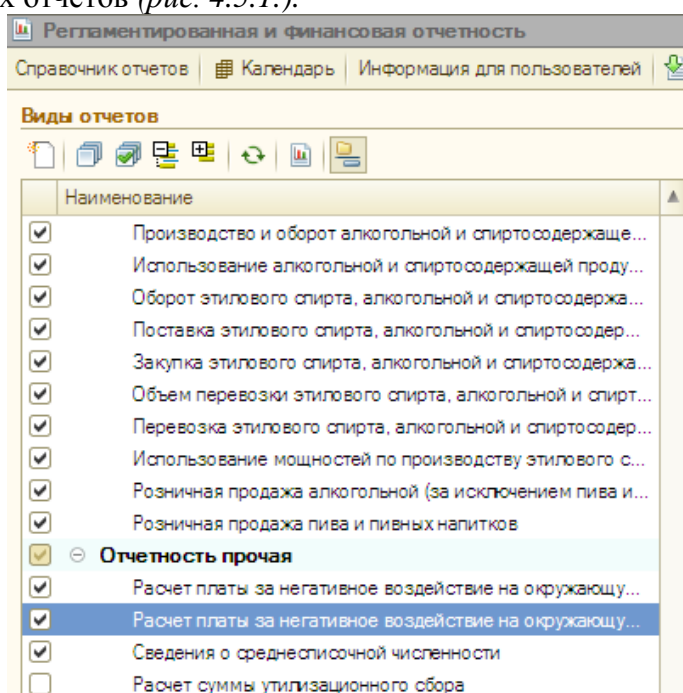 х отчетов (рис. 4.3.1.).
Регламентированная и финансовая отчетность
Справочник отчетов Календарь Информация для пользователей
Виды отчетов
Наименование
Производство и оборот алкогольной и спиртосодержаще...
Использование алкогольной и спиртосодержащей проду...
Оборот этилового спирта, алкогольной и спиртосодержа...
Поставка этилового спирта, алкогольной и спиртосодер...
Закупка этилового спирта, алкогольной и спиртосодержа...
Объем перевозки этилового спирта, алкогольной и спирт...
Перевозка этилового спирта, алкогольной и спиртосодер...
Использование мощностей по производству этилового с...
Розничная продажа алкогольной (за исключением пива и...
Розничная продажа пива и пивных напитков
Отчетность прочая
Расчет платы за негативное воздействие на окружающу...
Расчет платы за негативное воздействие на окружающу...
Сведения о среднесписочной численности
Расчет суммы утилизационного сбора